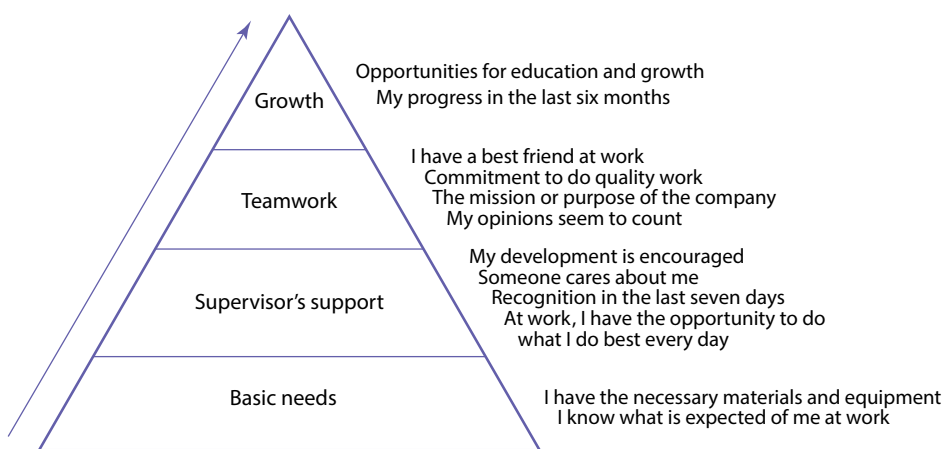 Growth
Opportunities for education and growth
My progress in the last six months
Teamwork
I have a best friend at work
Commitment to do quality work
The mission or purpose of the company
My opinions seem to count
Supervisor’s support
My development is encouraged
Someone cares about me
Recognition in the last seven days
At work, I have the opportunity to do
what I do best every day
Basic needs
I have the necessary materials and equipment
I know what is expected of me at work